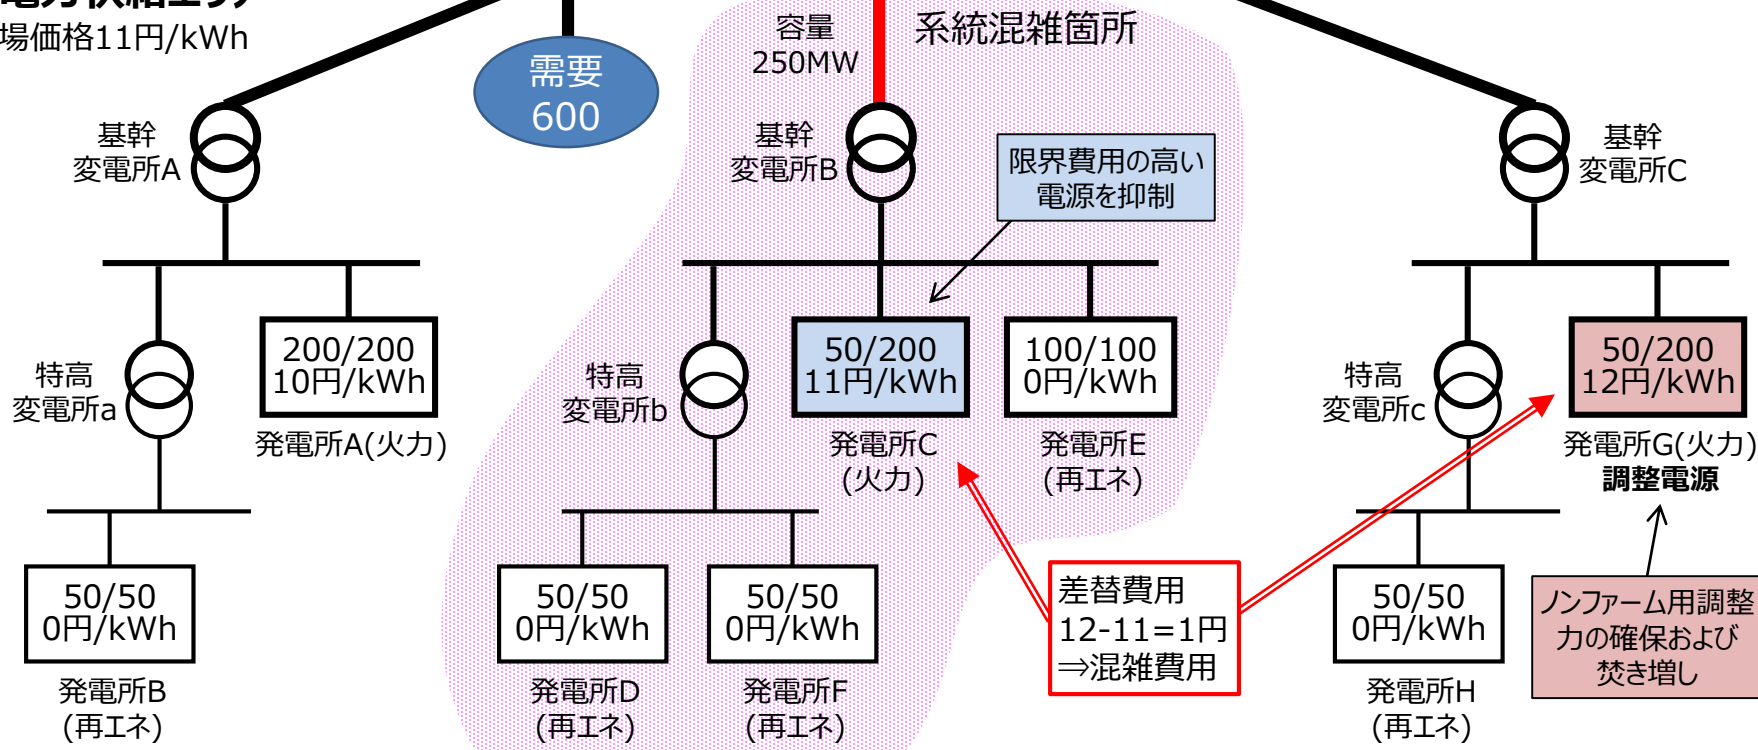 電力供給エリア
場価格11円/kWh
需要
600
容量
250MW
系統混雑箇所
基幹
変電所A
基幹
変電所B
限界費用の高い
電源を抑制
基幹
変電所C
特高
変電所a
200/200
10円/kWh
発電所A(火力)
特高
変電所b
50/200
11円/kWh
発電所C
(火力)
100/100
0円/kWh
発電所E
(再エネ)
特高
変電所c
50/200
12円/kWh
発電所G(火力)
調整電源
50/50
0円/kWh
発電所B
(再エネ)
50/50
0円/kWh
発電所D
(再エネ)
50/50
0円/kWh
発電所F
(再エネ)
差替費用
12-11=1円
⇒混雑費用
50/50
0円/kWh
発電所H
(再エネ)
ノンファーム用調整
力の確保および
焚き増し